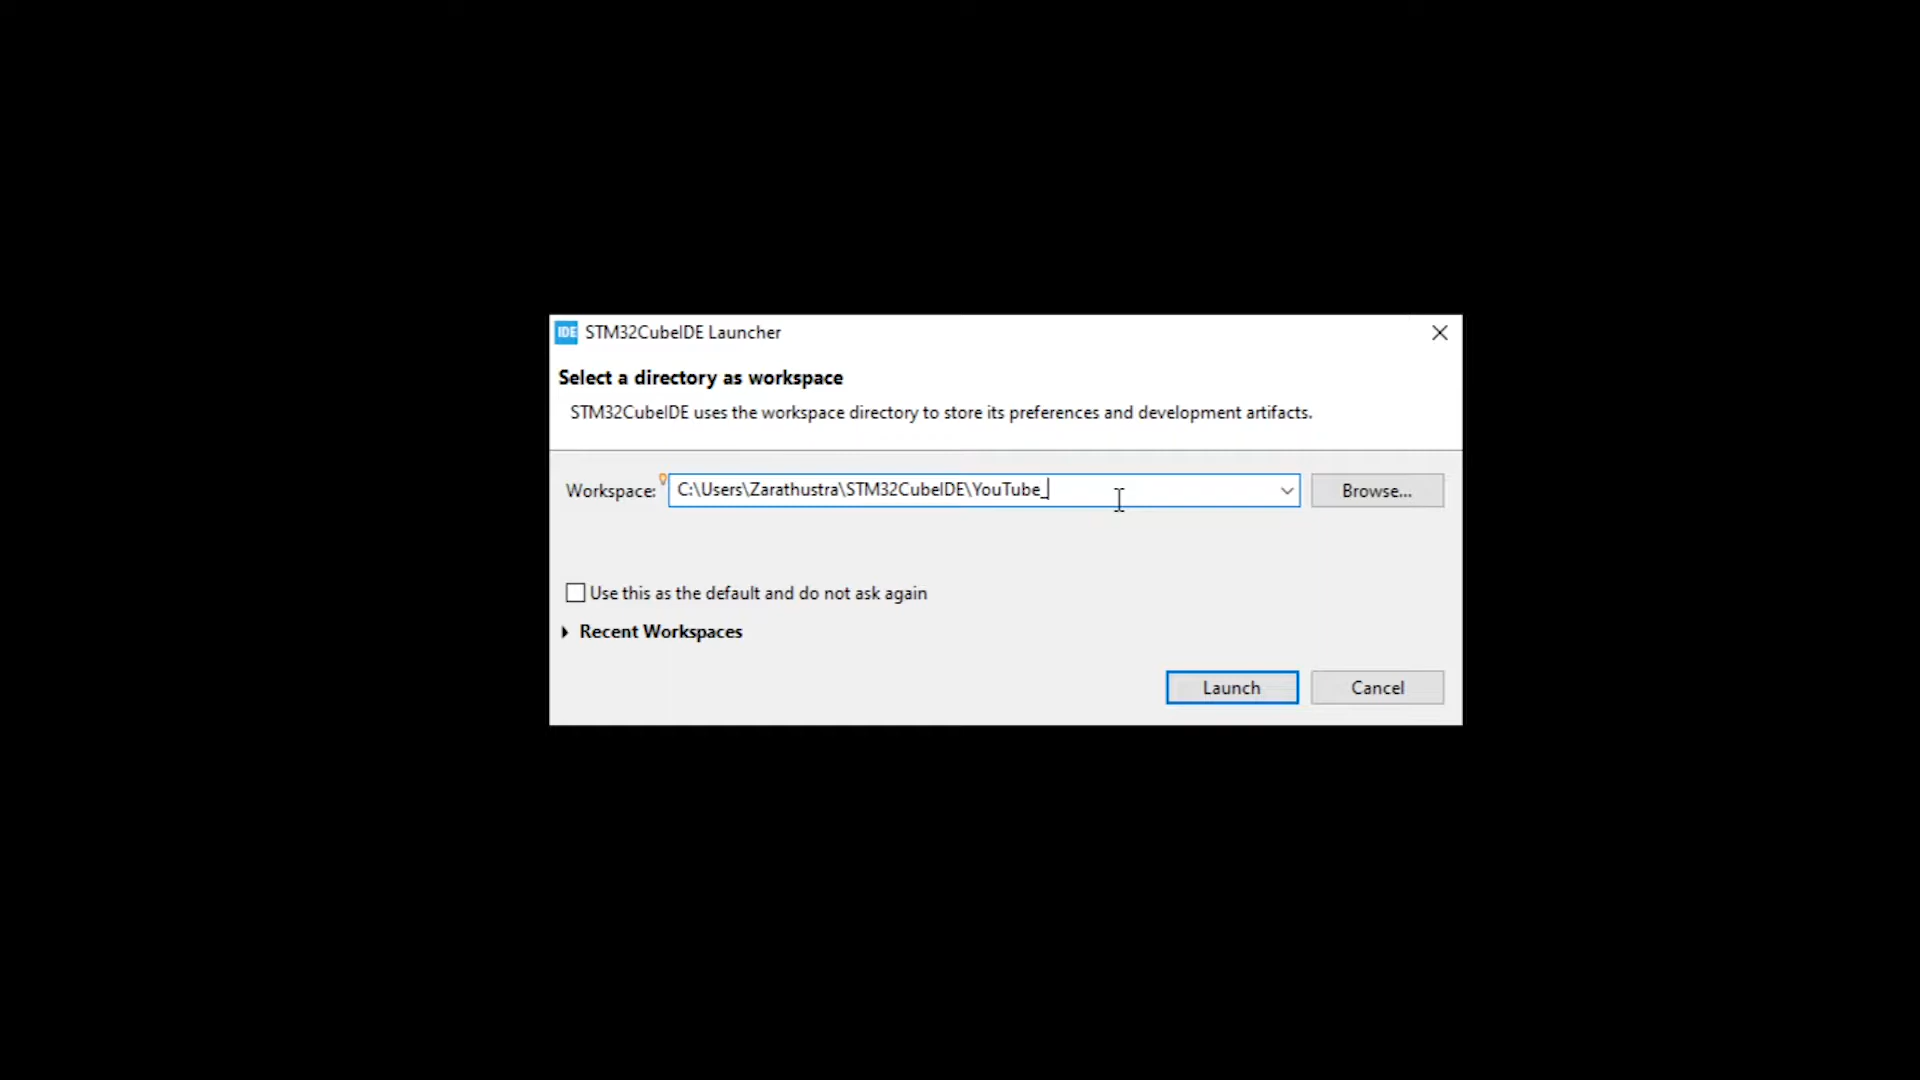 IDE STM32CubeIDE Launcher
Select a directory as workspace
STM32CubeIDE uses the workspace directory to store its preferences and development artifacts.
Workspace: C:\Users\Zarathustra\STM32CubeIDE\YouTube_ Browse...
Use this as the default and do not ask again
Recent Workspaces
Launch Cancel